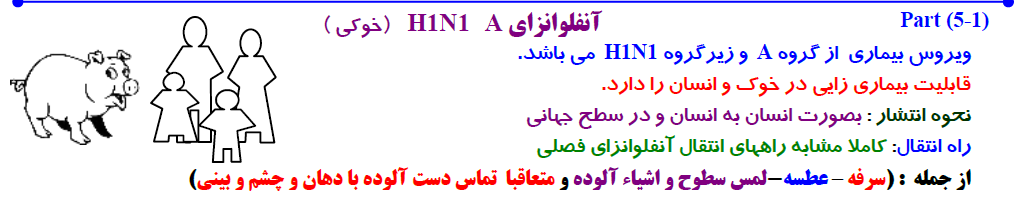 Part (5-1)
آنفلوانزای H1N1 A (خوکی)
ویروس بیماری از گروه A و زیرگروه H1N1 می باشد.
قابلیت بیماری زایی در خوک و انسان را دارد.
نحوه انتشار : بصورت انسان به انسان و در سطح جهانی
راه انتقال: کاملا مشابه راههای انتقال آنفلوانزای فصلی
از جمله : (سرفه – عطسه–لمس سطوح و اشیاء آلوده و متعاقبا تماس دست آلوده با دهان و چشم و بینی)